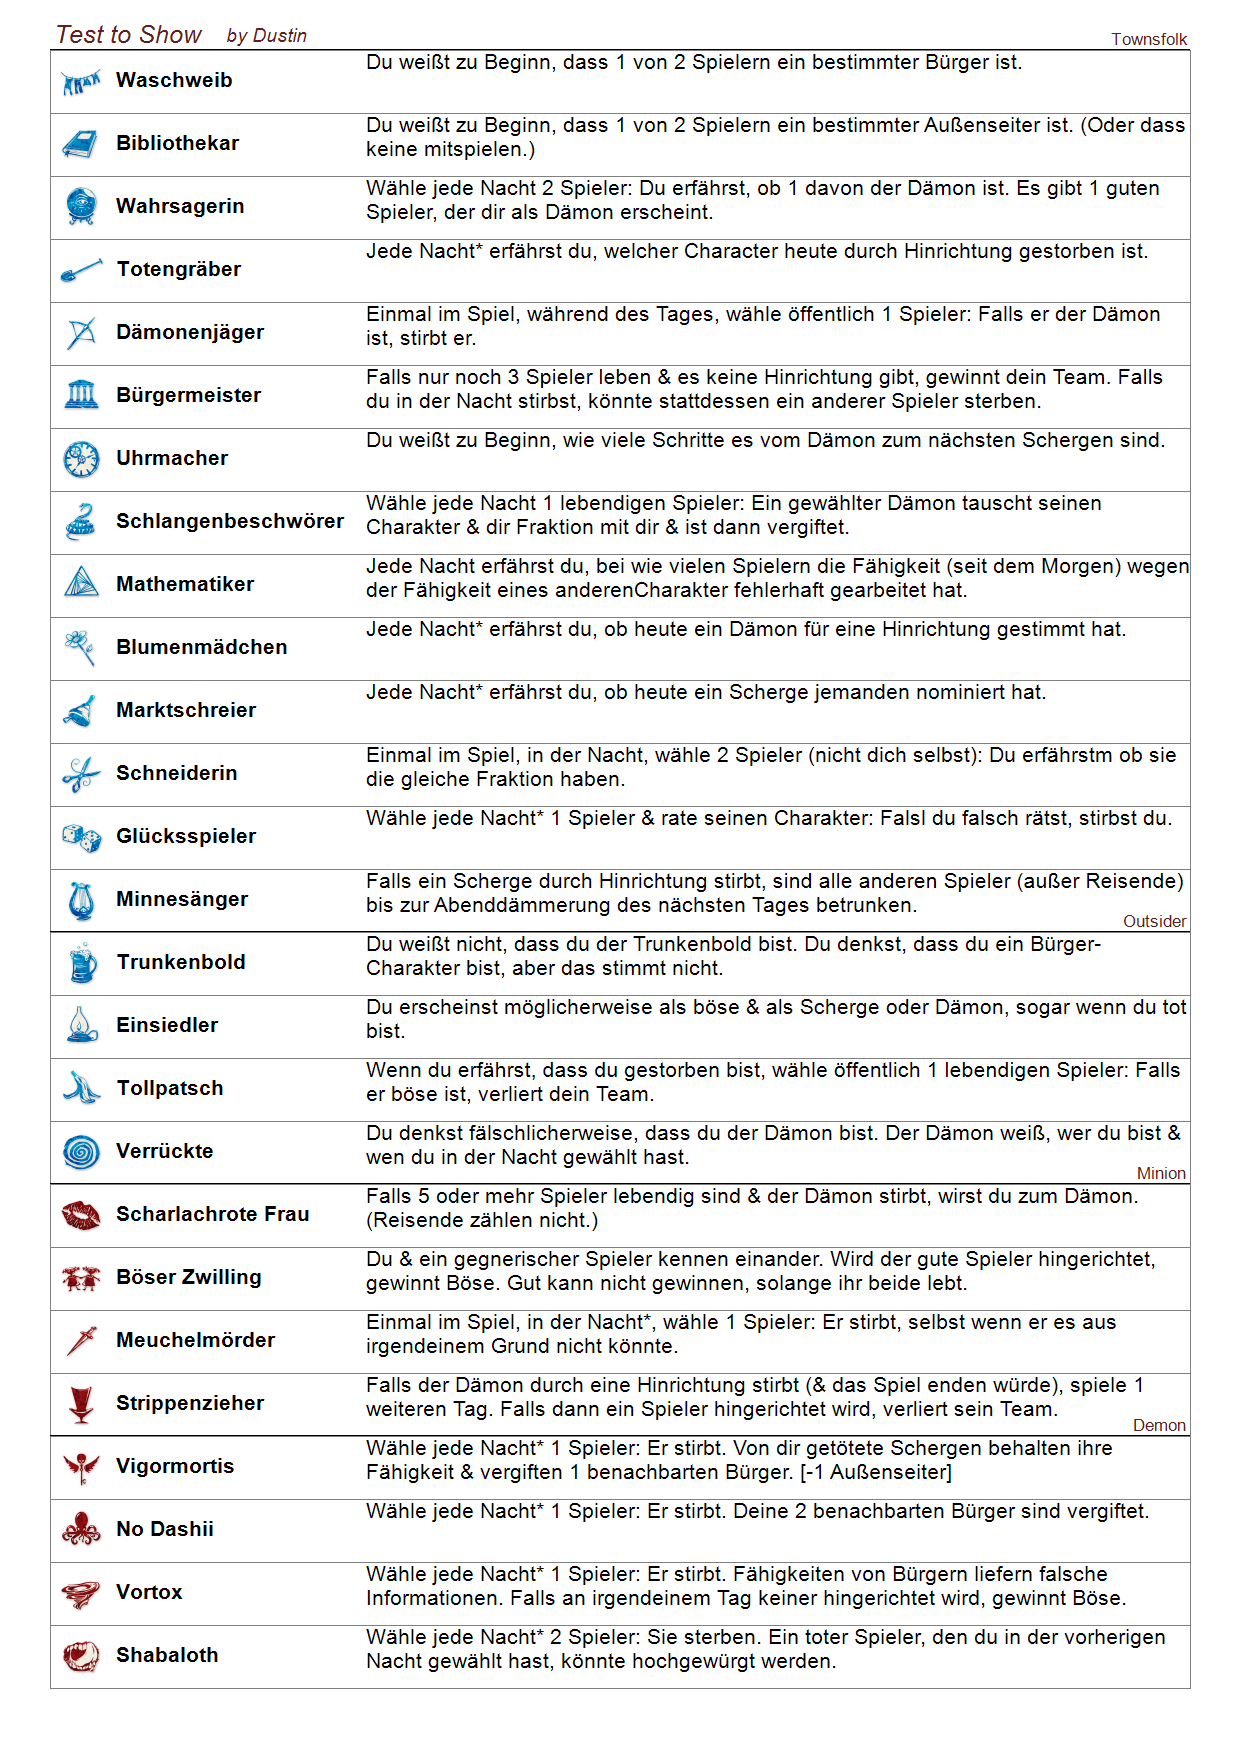 Test to Show by Dustin
Townsfolk
Waschweib
Du weißt zu Beginn, dass 1 von 2 Spielern ein bestimmter Bürger ist.
Bibliothekar
Du weißt zu Beginn, dass 1 von 2 Spielern ein bestimmter Außenseiter ist. (Oder dass
keine mitspielen.)
Wahrsagerin
Wähle jede Nacht 2 Spieler: Du erfährst, ob 1 davon der Dämon ist. Es gibt 1 guten
Spieler, der dir als Dämon erscheint.
Totengräber
Jede Nacht* erfährst du, welcher Character heute durch Hinrichtung gestorben ist.
Dämonenjäger
Einmal im Spiel, während des Tages, wähle öffentlich 1 Spieler: Falls er der Dämon
ist, stirbt er.
Bürgermeister
Falls nur noch 3 Spieler leben & es keine Hinrichtung gibt, gewinnt dein Team. Falls
du in der Nacht stirbst, könnte stattdessen ein anderer Spieler sterben.
Uhrmacher
Du weißt zu Beginn, wie viele Schritte es vom Dämon zum nächsten Schergen sind.
Schlangenbeschwörer
Wähle jede Nacht 1 lebendigen Spieler: Ein gewählter Dämon tauscht seinen
Charakter & dir Fraktion mit dir & ist dann vergiftet.
Mathematiker
Jede Nacht erfährst du, bei wie vielen Spielern die Fähigkeit (seit dem Morgen) wegen
der Fähigkeit eines anderenCharakter fehlerhaft gearbeitet hat.
Blumenmädchen
Jede Nacht* erfährst du, ob heute ein Dämon für eine Hinrichtung gestimmt hat.
Marktschreier
Jede Nacht* erfährst du, ob heute ein Scherge jemanden nominiert hat.
Schneiderin
Einmal im Spiel, in der Nacht, wähle 2 Spieler (nicht dich selbst): Du erfährstm ob sie
die gleiche Fraktion haben.
Glücksspieler
Wähle jede Nacht* 1 Spieler & rate seinen Charakter: Falsl du falsch rätst, stirbst du.
Minnesänger
Falls ein Scherge durch Hinrichtung stirbt, sind alle anderen Spieler (außer Reisende)
bis zur Abenddämmerung des nächsten Tages betrunken.
Outsider
Trunkenbold
Du weißt nicht, dass du der Trunkenbold bist. Du denkst, dass du ein Bürger-
Charakter bist, aber das stimmt nicht.
Einsiedler
Du erscheinst möglicherweise als böse & als Scherge oder Dämon, sogar wenn du tot
bist.
Tollpatsch
Wenn du erfährst, dass du gestorben bist, wähle öffentlich 1 lebendigen Spieler: Falls
er böse ist, verliert dein Team.
Verrückte
Du denkst fälschlicherweise, dass du der Dämon bist. Der Dämon weiß, wer du bist &
wen du in der Nacht gewählt hast.
Minion
Scharlachrote Frau
Falls 5 oder mehr Spieler lebendig sind & der Dämon stirbt, wirst du zum Dämon.
(Reisende zählen nicht.)
Böser Zwilling
Du & ein gegnerischer Spieler kennen einander. Wird der gute Spieler hingerichtet,
gewinnt Böse. Gut kann nicht gewinnen, solange ihr beide lebt.
Meuchelmörder
Einmal im Spiel, in der Nacht*, wähle 1 Spieler: Er stirbt, selbst wenn er es aus
irgendeinem Grund nicht könnte.
Strippenzieher
Falls der Dämon durch eine Hinrichtung stirbt (& das Spiel enden würde), spiele 1
weiteren Tag. Falls dann ein Spieler hingerichtet wird, verliert sein Team.
Demon
Vigormortis
Wähle jede Nacht* 1 Spieler: Er stirbt. Von dir getötete Schergen behalten ihre
Fähigkeit & vergiften 1 benachbarten Bürger. [-1 Außenseiter]
No Dashii
Wähle jede Nacht* 1 Spieler: Er stirbt. Deine 2 benachbarten Bürger sind vergiftet.
Vortox
Wähle jede Nacht* 1 Spieler: Er stirbt. Fähigkeiten von Bürgern liefern falsche
Informationen. Falls an irgendeinem Tag keiner hingerichtet wird, gewinnt Böse.
Shabaloth
Wähle jede Nacht* 2 Spieler: Sie sterben. Ein toter Spieler, den du in der vorherigen
Nacht gewählt hast, könnte hochgewürgt werden.